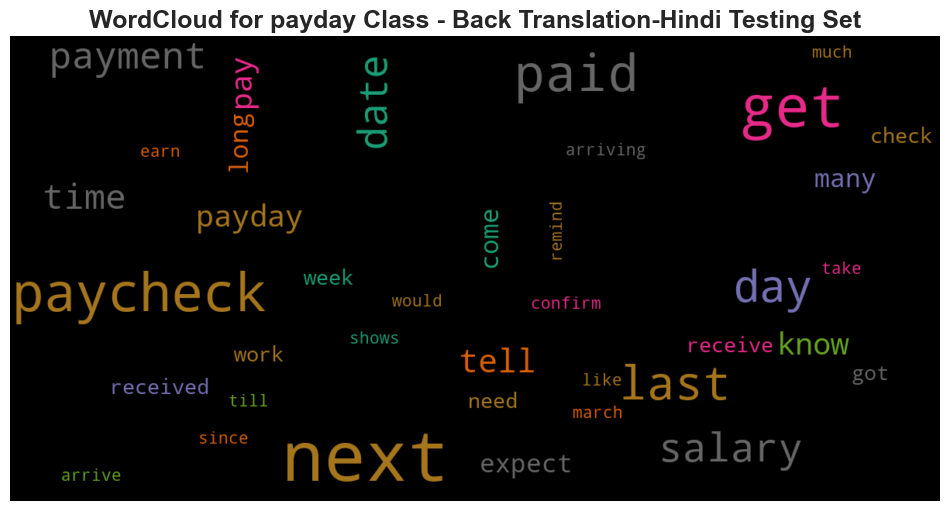 WordCloud for payday Class - Back Translation-Hindi Testing Set
payment
pay
long
date
paid
much
get
check
earn
arriving
many
time
payday
come
remind
week
paycheck
would
confirm
day
take
shows
work
tell
receive
know
received
till
need
like
last
got
march
since
next
expect
salary
arrive